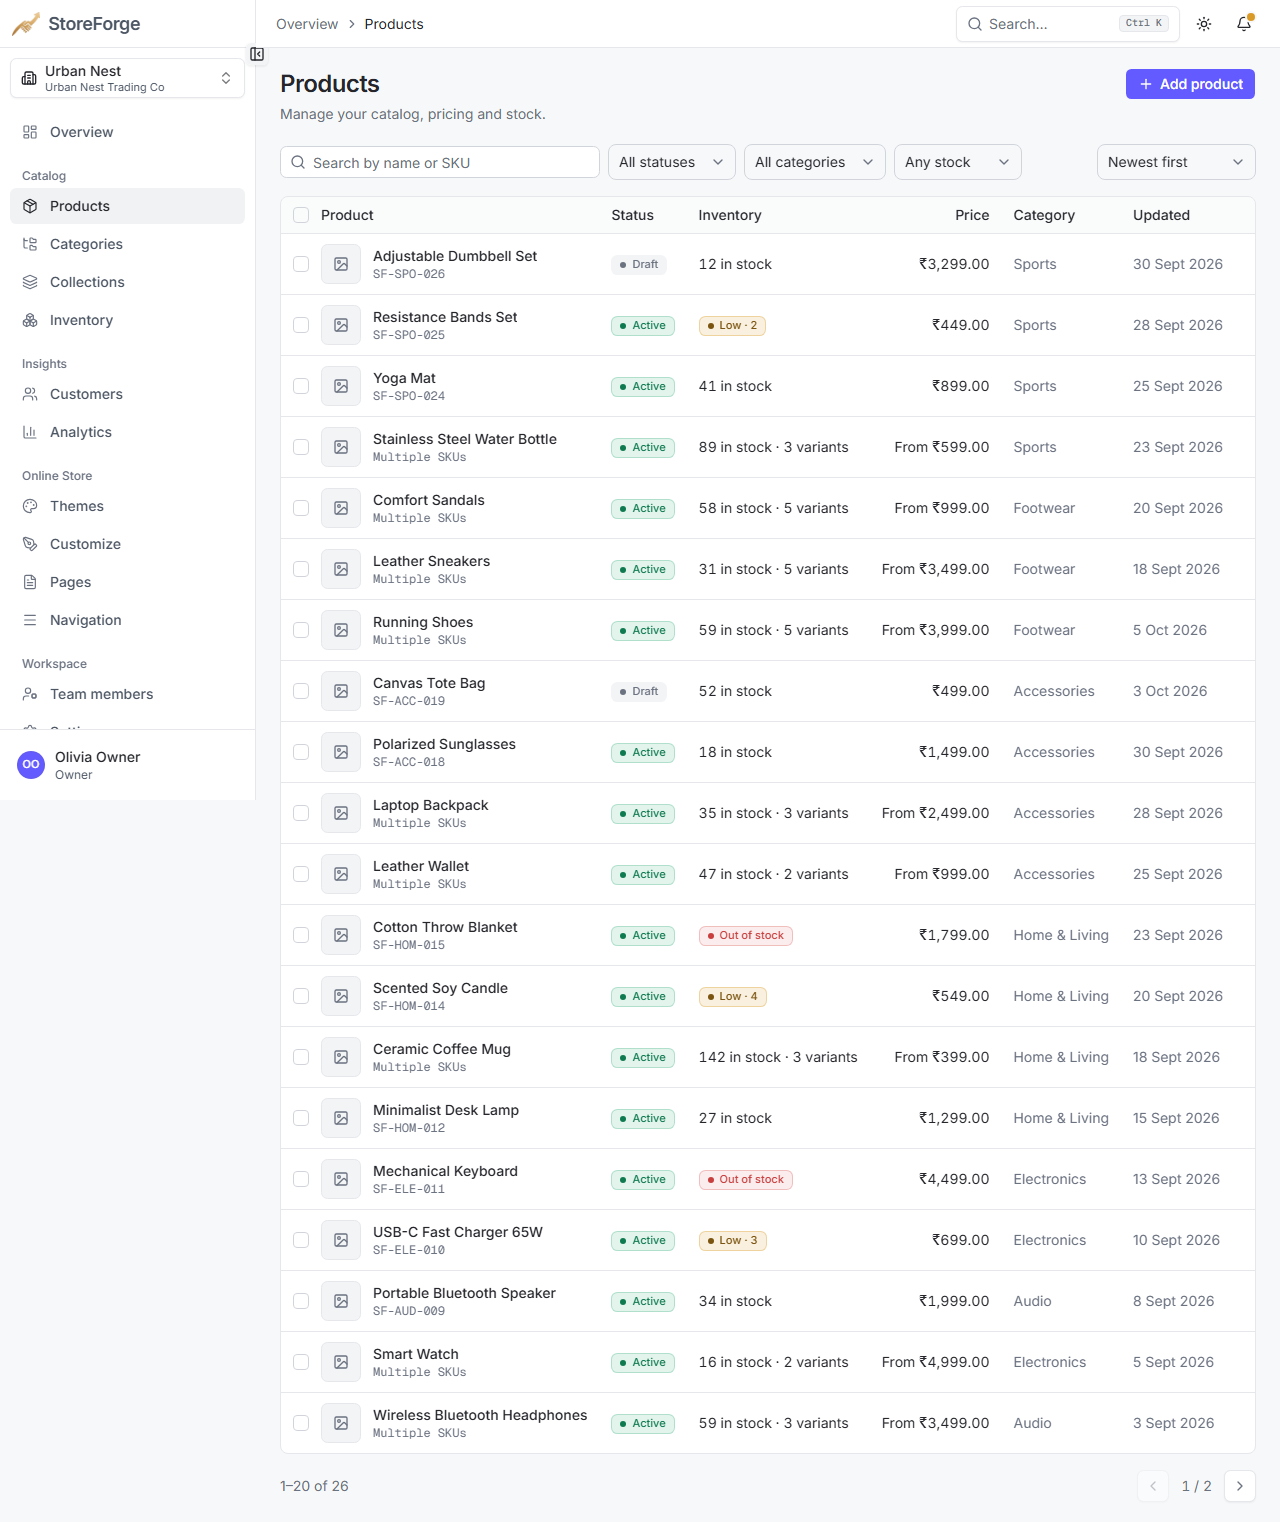 StoreForge
Overview > Products
Search...
Ctrl K
Urban Nest
Urban Nest Trading Co
Overview
Catalog
Products
Categories
Collections
Inventory
Insights
Customers
Analytics
Online Store
Themes
Customize
Pages
Navigation
Workspace
Team members
OO
Olivia Owner
Owner
Products
Add product
Manage your catalog, pricing and stock.
Search by name or SKU
All statuses
All categories
Any stock
Newest first
Product Status Inventory Price Category Updated
Adjustable Dumbbell Set
SF-SPO-026
Draft 12 in stock ₹3,299.00 Sports 30 Sept 2026
Resistance Bands Set
SF-SPO-025
Active Low · 2 ₹449.00 Sports 28 Sept 2026
Yoga Mat
SF-SPO-024
Active 41 in stock ₹899.00 Sports 25 Sept 2026
Stainless Steel Water Bottle
Multiple SKUs
Active 89 in stock · 3 variants From ₹599.00 Sports 23 Sept 2026
Comfort Sandals
Multiple SKUs
Active 58 in stock · 5 variants From ₹999.00 Footwear 20 Sept 2026
Leather Sneakers
Multiple SKUs
Active 31 in stock · 5 variants From ₹3,499.00 Footwear 18 Sept 2026
Running Shoes
Multiple SKUs
Active 59 in stock · 5 variants From ₹3,999.00 Footwear 5 Oct 2026
Canvas Tote Bag
SF-ACC-019
Draft 52 in stock ₹499.00 Accessories 3 Oct 2026
Polarized Sunglasses
SF-ACC-018
Active 18 in stock ₹1,499.00 Accessories 30 Sept 2026
Laptop Backpack
Multiple SKUs
Active 35 in stock · 3 variants From ₹2,499.00 Accessories 28 Sept 2026
Leather Wallet
Multiple SKUs
Active 47 in stock · 2 variants From ₹999.00 Accessories 25 Sept 2026
Cotton Throw Blanket
SF-HOM-015
Active Out of stock ₹1,799.00 Home & Living 23 Sept 2026
Scented Soy Candle
SF-HOM-014
Active Low · 4 ₹549.00 Home & Living 20 Sept 2026
Ceramic Coffee Mug
Multiple SKUs
Active 142 in stock · 3 variants From ₹399.00 Home & Living 18 Sept 2026
Minimalist Desk Lamp
SF-HOM-012
Active 27 in stock ₹1,299.00 Home & Living 15 Sept 2026
Mechanical Keyboard
SF-ELE-011
Active Out of stock ₹4,499.00 Electronics 13 Sept 2026
USB-C Fast Charger 65W
SF-ELE-010
Active Low · 3 ₹699.00 Electronics 10 Sept 2026
Portable Bluetooth Speaker
SF-AUD-009
Active 34 in stock ₹1,999.00 Audio 8 Sept 2026
Smart Watch
Multiple SKUs
Active 16 in stock · 2 variants From ₹4,999.00 Electronics 5 Sept 2026
Wireless Bluetooth Headphones
Multiple SKUs
Active 59 in stock · 3 variants From ₹3,499.00 Audio 3 Sept 2026
1–20 of 26
1 / 2